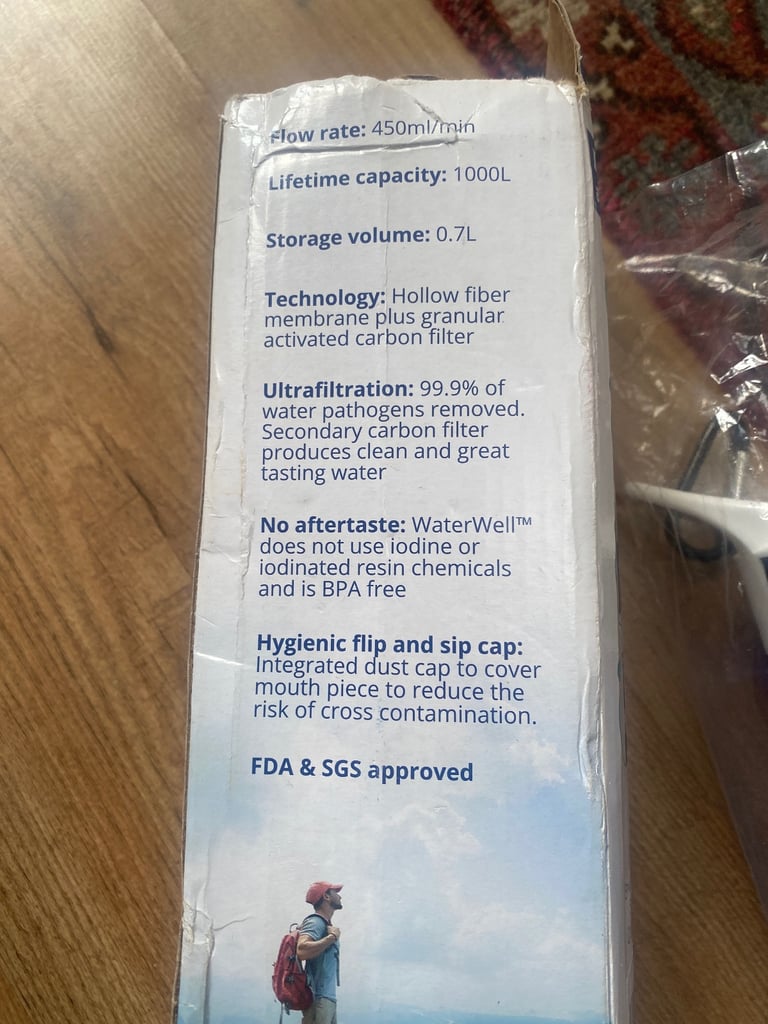 Flow rate: 450ml/min
Lifetime capacity: 1000L
Storage volume: 0.7L
Technology: Hollow fiber
membrane plus granular
activated carbon filter
Ultrafiltration: 99.9% of
water pathogens removed.
Secondary carbon filter
produces clean and great
tasting water
No aftertaste: WaterWell™
does not use iodine or
iodinated resin chemicals
and is BPA free
Hygienic flip and sip cap:
Integrated dust cap to cover
mouth piece to reduce the
risk of cross contamination.
FDA & SGS approved